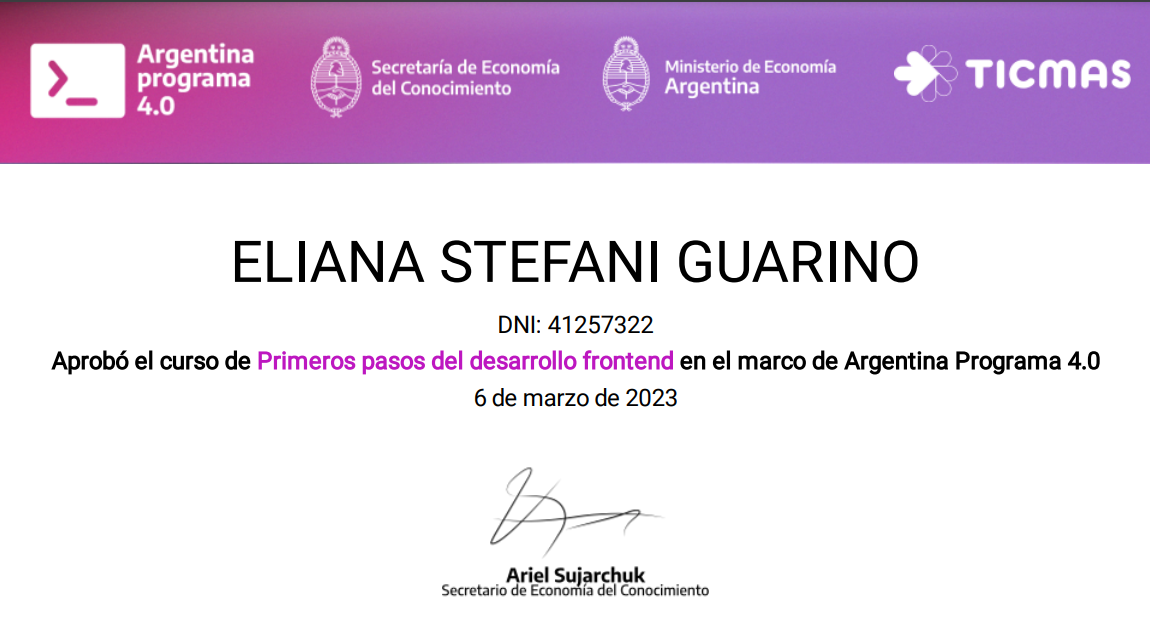 Argentina
programa
4.0
Secretaría de Economía
del Conocimiento
Ministerio de Economía
Argentina
TICMAS
ELIANA STEFANI GUARINO
DNI: 41257322
Aprobó el curso de Primeros pasos del desarrollo frontend en el marco de Argentina Programa 4.0
6 de marzo de 2023
Ariel Sujarchuk
Secretario de Economía del Conocimiento